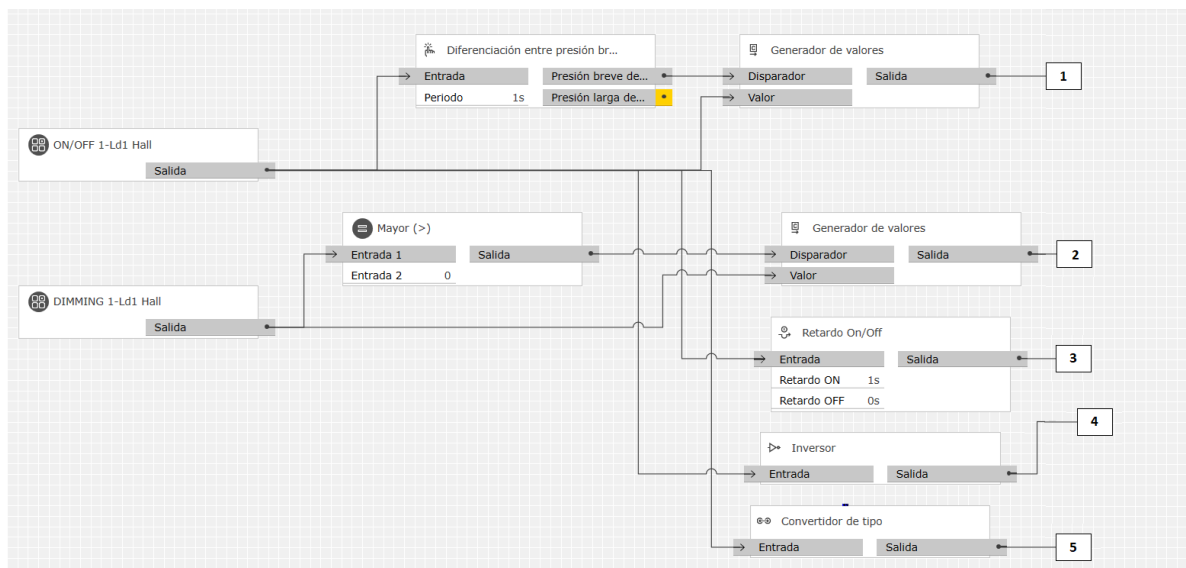 Diferenciación entre presión br...
Entrada
Presión breve de...
Periodo 1s
Presión larga de...
Generador de valores
Disparador
Salida
Valor
1
ON/OFF 1-Ld1 Hall
Salida
Mayor (>)
Entrada 1
Salida
Entrada 2 0
Generador de valores
Disparador
Salida
Valor
2
DIMMING 1-Ld1 Hall
Salida
Retardo On/Off
Entrada
Salida
Retardo ON 1s
Retardo OFF 0s
3
Inversor
Entrada
Salida
4
Convertidor de tipo
Entrada
Salida
5